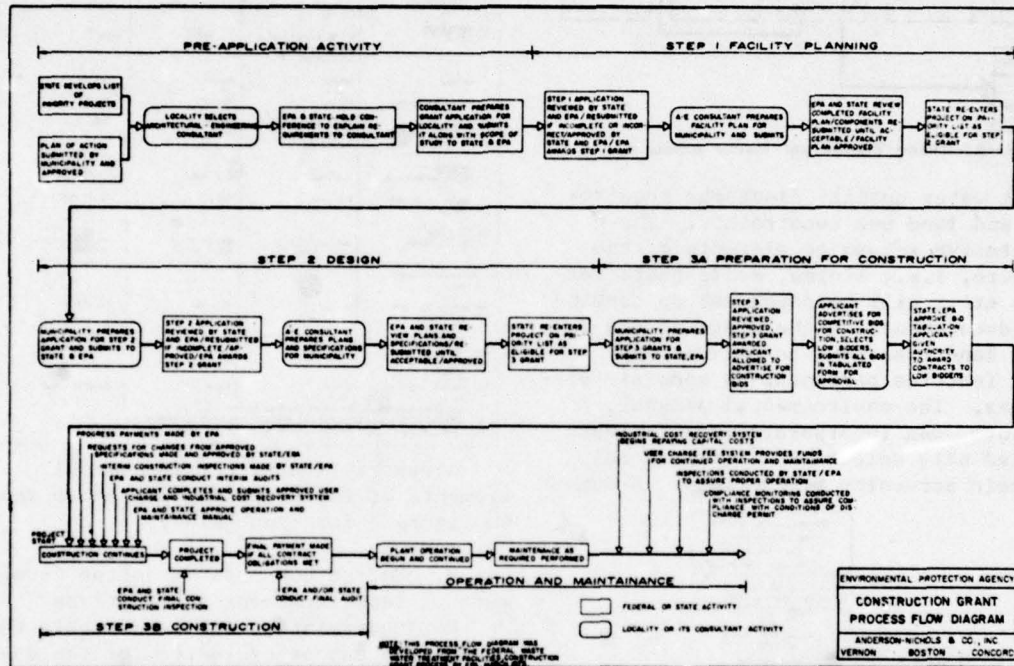 PRE-APPLICATION ACTIVITY
STEP 1 FACILITY PLANNING
STATE DEVELOPS LIST
OF
PRIORITY PROJECTS
PLAN OF ACTION
SUBMITTED BY
MUNICIPALITY AND
APPROVED
LOCALITY SELECTS
ARCHITECTURAL-ENGINEERING
CONSULTANT
EPA & STATE HOLD CON-
FERENCE TO EXPLAIN RE-
QUIREMENTS TO CONSULTANT
CONSULTANT PREPARES
GRANT APPLICATION FOR
LOCALITY AND SUBMITS
IT ALONG WITH SCOPE OF
STUDY TO STATE & EPA
STEP 1 APPLICATION
REVIEWED BY STATE
AND EPA/RESUBMITTED
IF INCOMPLETE OR INCOR
RECT/APPROVED BY
STATE AND EPA/EPA
AWARDS STEP 1 GRANT
A-E CONSULTANT PREPARES
FACILITY PLAN FOR
MUNICIPALITY AND SUBMITS
EPA AND STATE REVIEW
COMPLETED FACILITY
PLAN/COMPONENTS RE-
SUBMITTED UNTIL AC-
CEPTABLE/FACILITY
PLAN APPROVED
STATE RE-ENTERS
PROJECT ON PRI-
ORITY LIST AS
ELIGIBLE FOR STEP
2 GRANT
STEP 2 DESIGN
STEP 3A PREPARATION FOR CONSTRUCTION
MUNICIPALITY PREPARES
APPLICATION FOR STEP 2
GRANT AND SUBMITS TO
STATE & EPA
STEP 2 APPLICATION
REVIEWED BY STATE
AND EPA/RESUBMITTED
IF INCOMPLETE/AP-
PROVED/EPA AWARDS
STEP 2 GRANT
A-E CONSULTANT
PREPARES PLANS
AND SPECIFICATIONS
FOR MUNICIPALITY
EPA AND STATE RE-
VIEW PLANS AND
SPECIFICATIONS/RE-
SUBMITTED UNTIL
ACCEPTABLE/APPROVED
STATE RE-ENTERS
PROJECT ON PRI-
ORITY LIST AS
ELIGIBLE FOR STEP
3 GRANT
MUNICIPALITY PREPARES
APPLICATION FOR
STEP 3 GRANTS &
SUBMITS TO STATE, EPA
STEP 3
APPLICATION
REVIEWED,
APPROVED,
GRANT
AWARDED
APPLICANT
ALLOWED TO
ADVERTISE FOR
CONSTRUCTION
BIDS
APPLICANT
ADVERTISES FOR
COMPETITIVE BIDS
FOR CONSTRUC-
TION, SELECTS
LOW BIDDERS,
SUBMITS ALL BIDS
IN TABULATED
FORM FOR
APPROVAL
STATE, EPA
APPROVE BID
TABULATION
APPLICANT
GIVEN
AUTHORITY
TO AWARD
CONTRACTS TO
LOW BIDDERS
PROGRESS PAYMENTS MADE BY EPA
REQUESTS FOR CHANGES FROM APPROVED
SPECIFICATIONS MADE AND APPROVED BY STATE/EPA
INTERIM CONSTRUCTION INSPECTIONS MADE BY STATE/EPA
EPA AND STATE CONDUCT INTERIM AUDITS
APPLICANT COMPLETES AND SUBMITS APPROVED USER
CHARGE AND INDUSTRIAL COST RECOVERY SYSTEM
EPA AND STATE APPROVE OPERATION AND
MAINTENANCE MANUAL
INDUSTRIAL COST RECOVERY SYSTEM
BEGINS REPAYING CAPITAL COSTS
USER CHARGE FEE SYSTEM PROVIDES FUNDS
FOR CONTINUED OPERATION AND MAINTAINANCE
INSPECTIONS CONDUCTED BY STATE/EPA
TO ASSURE PROPER OPERATION
COMPLIANCE MONITORING CONDUCTED
WITH INSPECTIONS TO ASSURE COM-
PLIANCE WITH CONDITIONS OF DIS-
CHARGE PERMIT
PROJECT
START
CONSTRUCTION CONTINUES
PROJECT
COMPLETED
FINAL PAYMENT MADE
IF ALL CONTRACT
OBLIGATIONS MET
PLANT OPERATION
BEGUN AND CONTINUED
MAINTENANCE AS
REQUIRED PERFORMED
EPA AND STATE
CONDUCT FINAL CON-
STRUCTION INSPECTION
EPA AND/OR STATE
CONDUCT FINAL AUDIT
OPERATION AND MAINTAINANCE
FEDERAL OR STATE ACTIVITY
LOCALITY OR ITS CONSULTANT ACTIVITY
STEP 3B CONSTRUCTION
NOTE: THIS PROCESS FLOW DIAGRAM WAS
DEVELOPED FROM THE FEDERAL WASTE
WATER TREATMENT FACILITIES CONSTRUCTION
ENVIRONMENTAL PROTECTION AGENCY
CONSTRUCTION GRANT
PROCESS FLOW DIAGRAM
ANDERSON-NICHOLS & CO., INC
VERNON BOSTON CONCORD